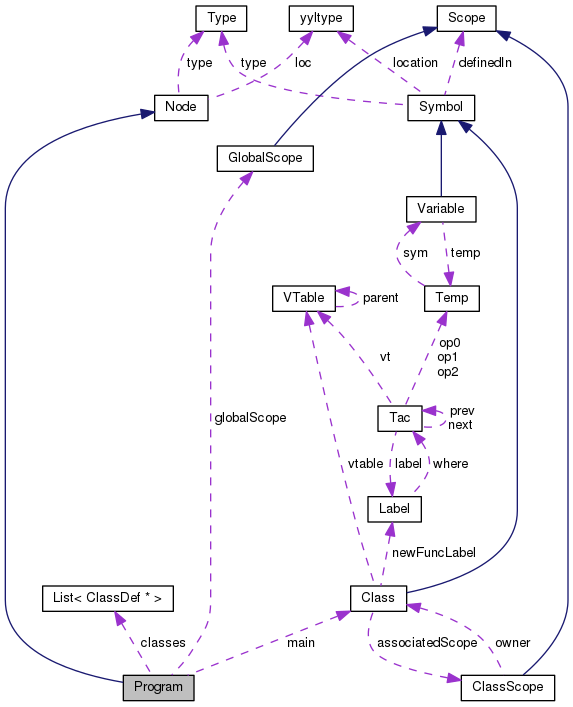 Type
yyltype
Scope
type
loc
type
location
definedIn
Node
Symbol
GlobalScope
Variable
sym
temp
VTable
parent
Temp
vt
op0
op1
op2
Tac
prev
next
globalScope
vtable
label
where
Label
newFuncLabel
List< ClassDef * >
Class
classes
main
associatedScope
owner
Program
ClassScope